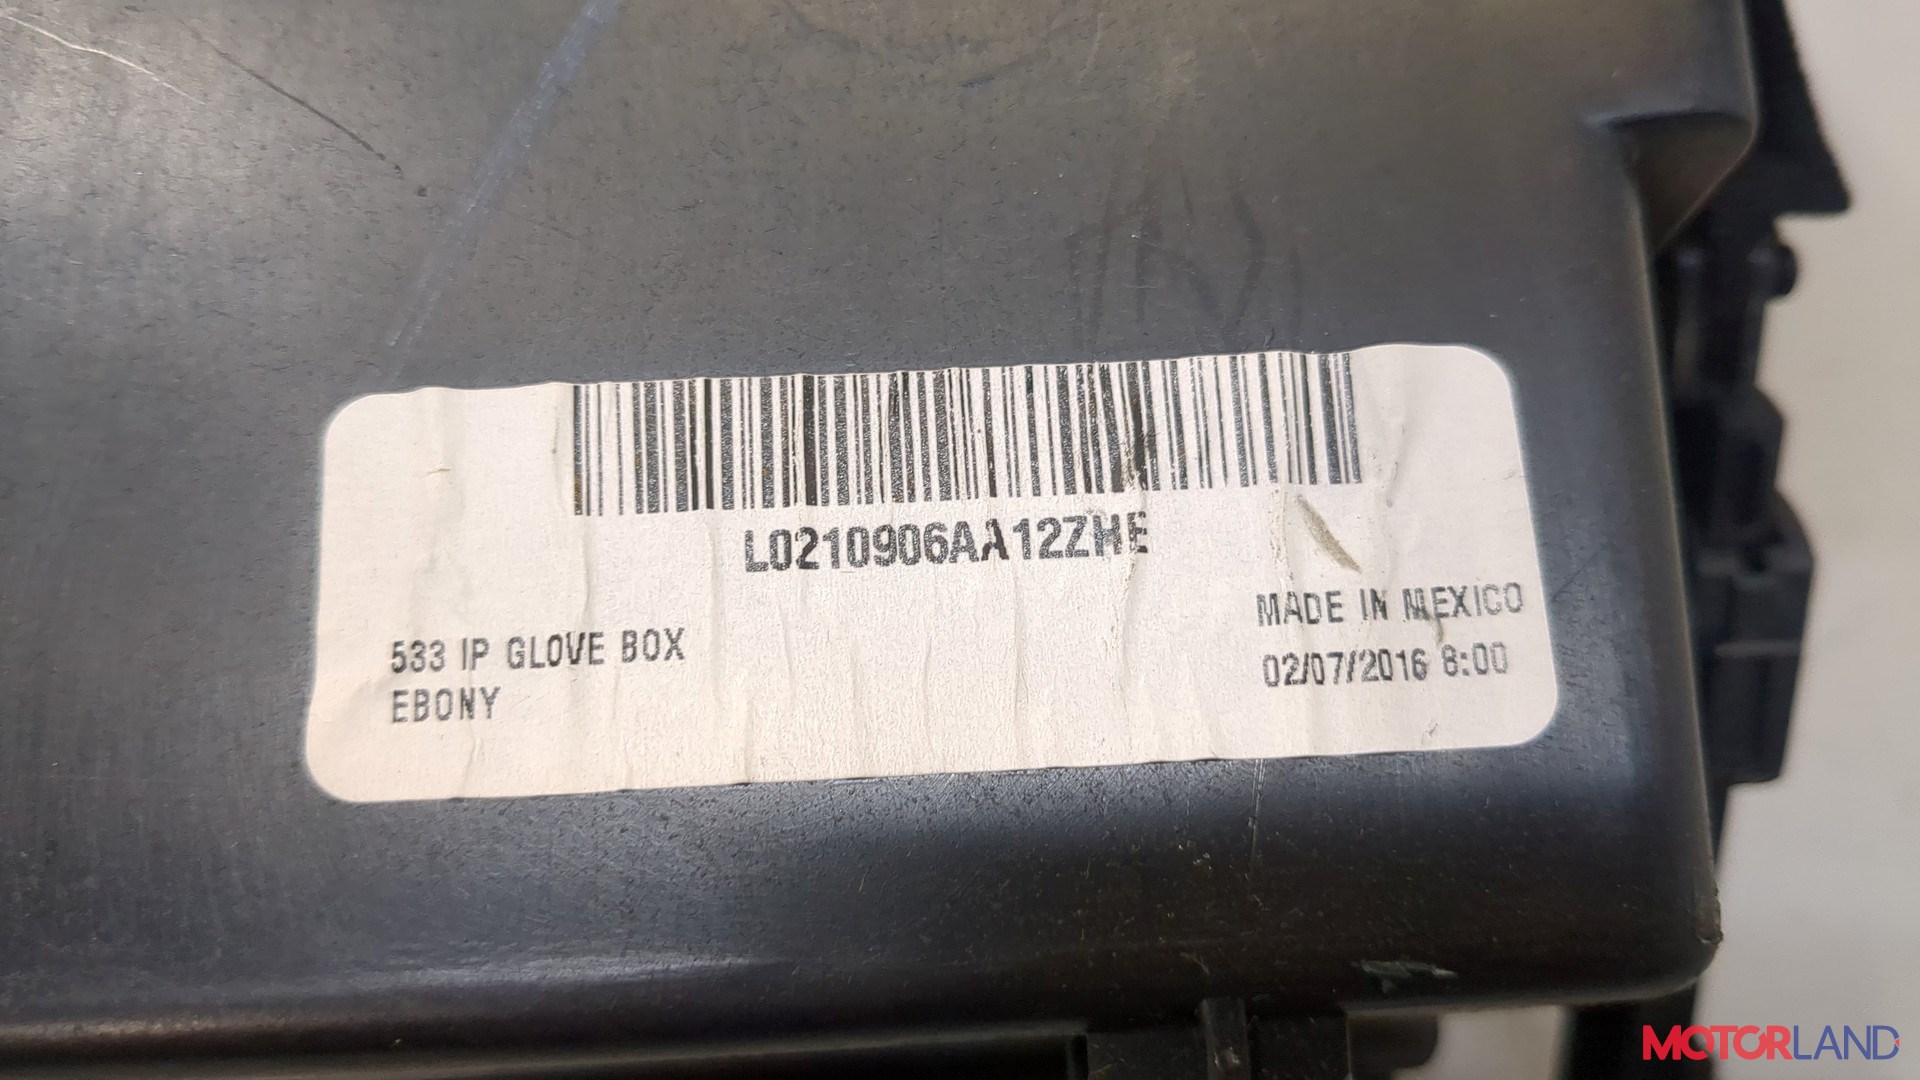 L0210906AA12ZHE
533 IP GLOVE BOX
EBONY
MADE IN MEXICO
02/07/2016 8:00
MOTORLAND